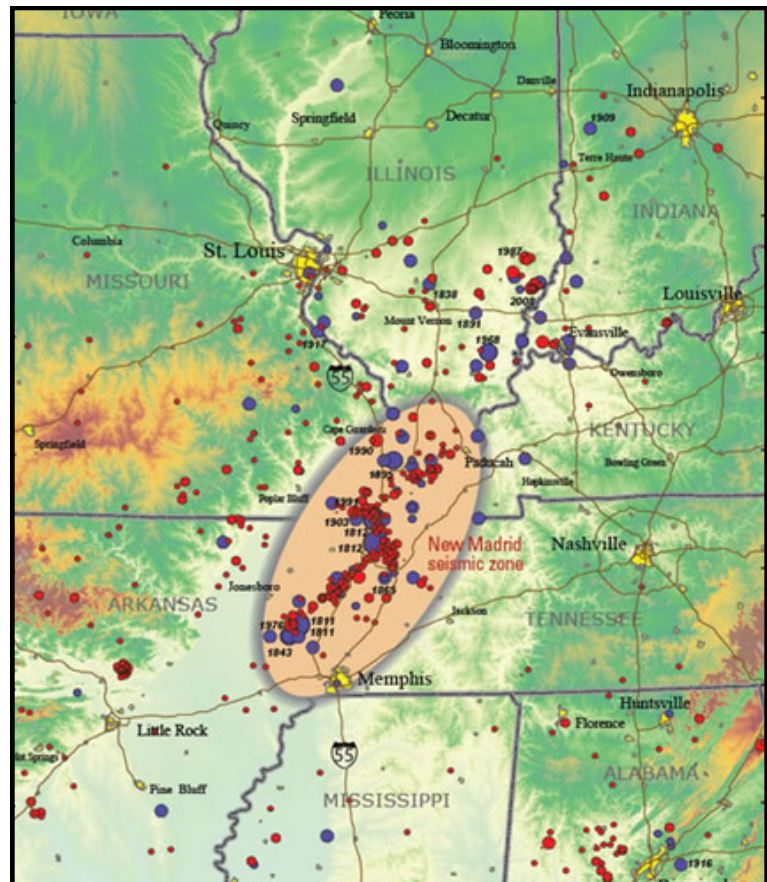 IOWA
Peoria
Bloomington
Danville
Indianapolis
Springfield
Decatur
1909
Quincy
Terre Haute
ILLINOIS
INDIANA
Columbia
St. Louis
1987
MISSOURI
1838
2008
Louisville
Mount Vernon
1891
Evansville
1917
1968
55
Owensboro
Cape Girardeau
KENTUCKY
Springfield
1990
Paducah
Bowling Green
1895
Hopkinsville
Poplar Bluff
1991
1903
1812
1812
New Madrid
seismic zone
Nashville
Jonesboro
1865
ARKANSAS
Jackson
TENNESSEE
1976
1811
1811
1843
Memphis
Huntsville
Little Rock
Florence
55
Hot Springs
ALABAMA
Pine Bluff
MISSISSIPPI
1916